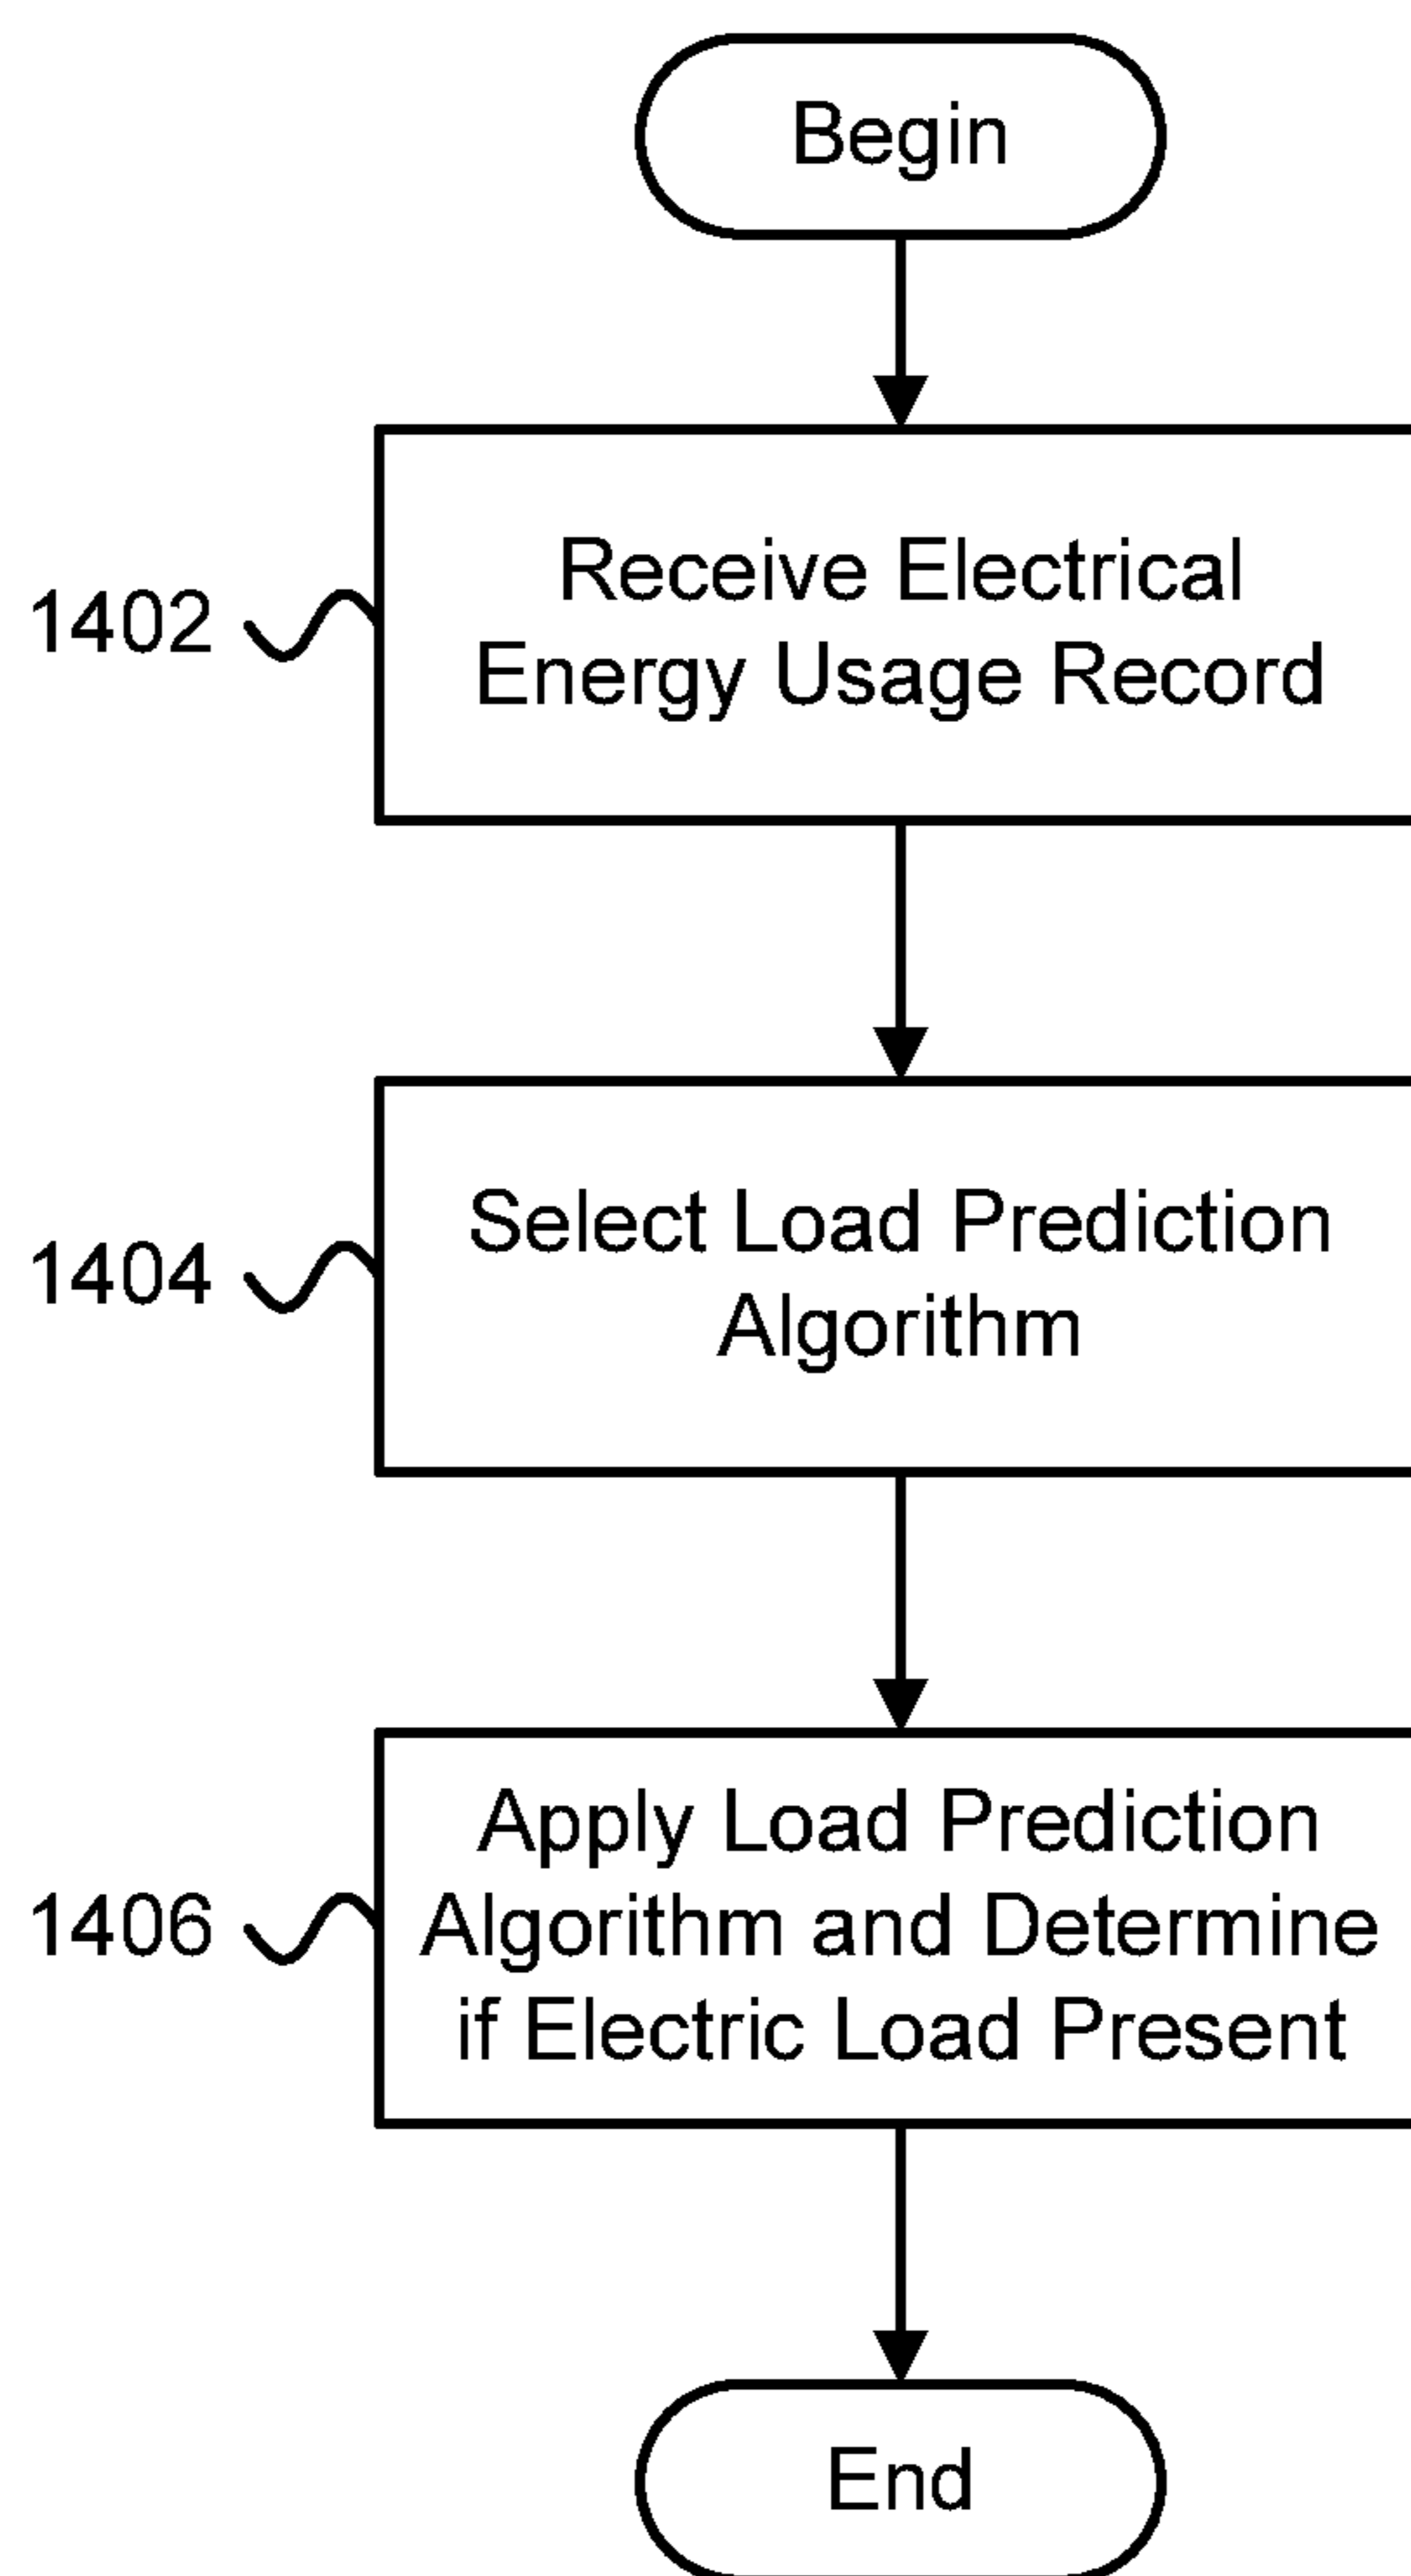 Begin
1402
Receive Electrical
Energy Usage Record
1404
Select Load Prediction
Algorithm
1406
Apply Load Prediction
Algorithm and Determine
if Electric Load Present
End